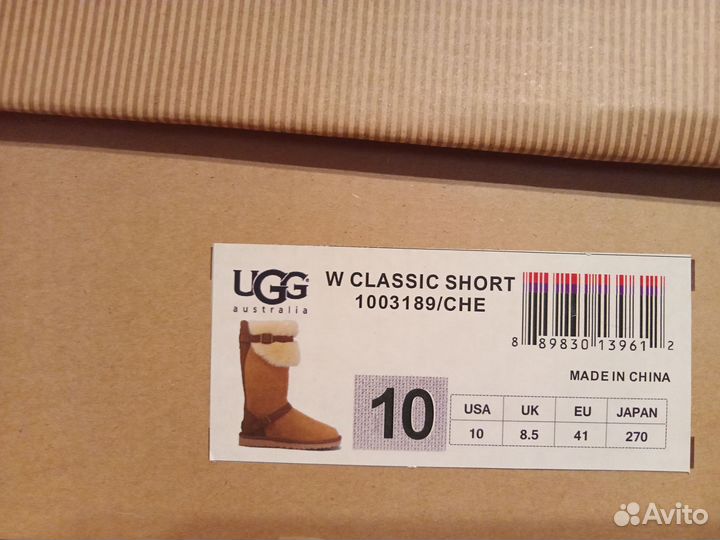 UGG
australia
W CLASSIC SHORT
1003189/CHE
8 89830 13961 2
MADE IN CHINA
10
USA UK EU JAPAN
10 8.5 41 270
Avito